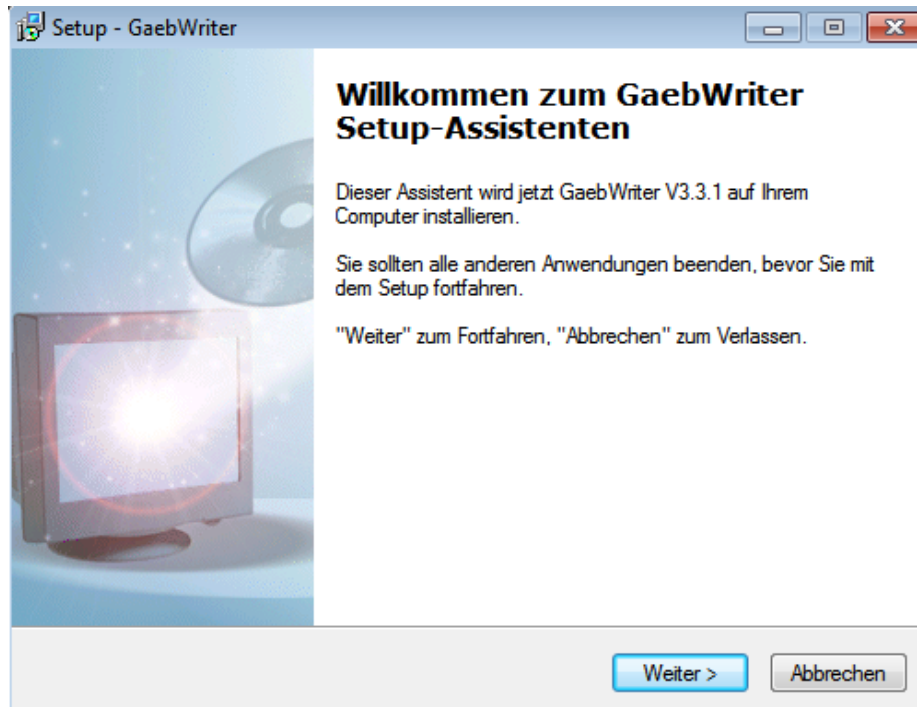 Setup - GaebWriter
Willkommen zum GaebWriter
Setup-Assistenten
Dieser Assistent wird jetzt GaebWriter V3.3.1 auf Ihrem
Computer installieren.
Sie sollten alle anderen Anwendungen beenden, bevor Sie mit
dem Setup fortfahren.
"Weiter" zum Fortfahren, "Abbrechen" zum Verlassen.
Weiter >
Abbrechen